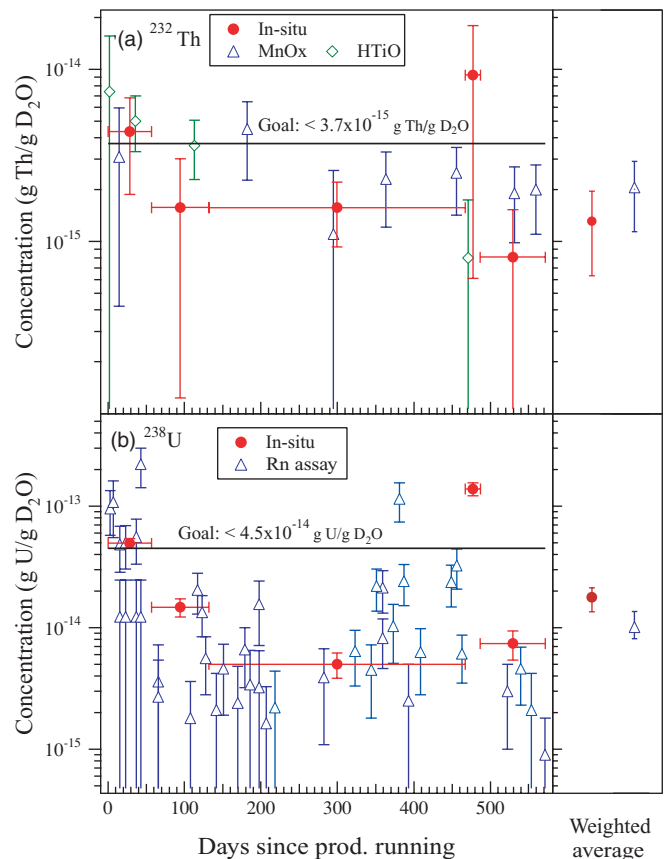 (a) ²³²Th
In-situ
MnOx HTiO
10⁻¹⁴
Goal: < 3.7x10⁻¹⁵ g Th/g D₂O
10⁻¹⁵
Concentration (g Th/g D₂O)
(b) ²³⁸U
In-situ
Rn assay
10⁻¹³
Goal: < 4.5x10⁻¹⁴ g U/g D₂O
10⁻¹⁴
10⁻¹⁵
Concentration (g U/g D₂O)
0 100 200 300 400 500
Days since prod. running
Weighted
average